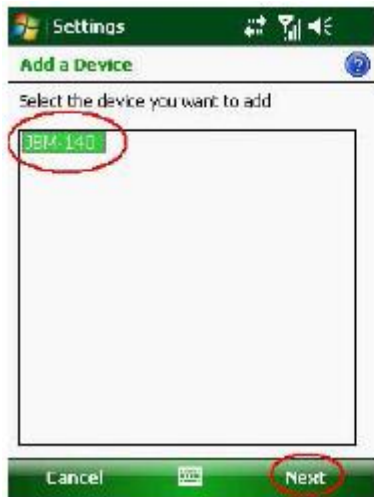 Settings
Add a Device
Select the device you want to add
JBM-140
Cancel
Next